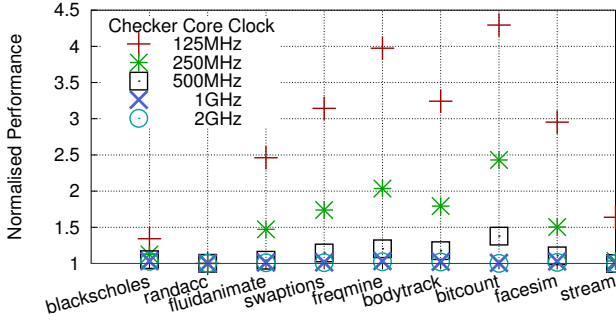 Normalised Performance
4.5
4
3.5
3
2.5
2
1.5
1
Checker Core Clock
125MHz
250MHz
500MHz
1GHz
2GHz
blackscholes
randacc
fluidanimate
swaptions
freqmine
bodytrack
bitcount
facesim
stream